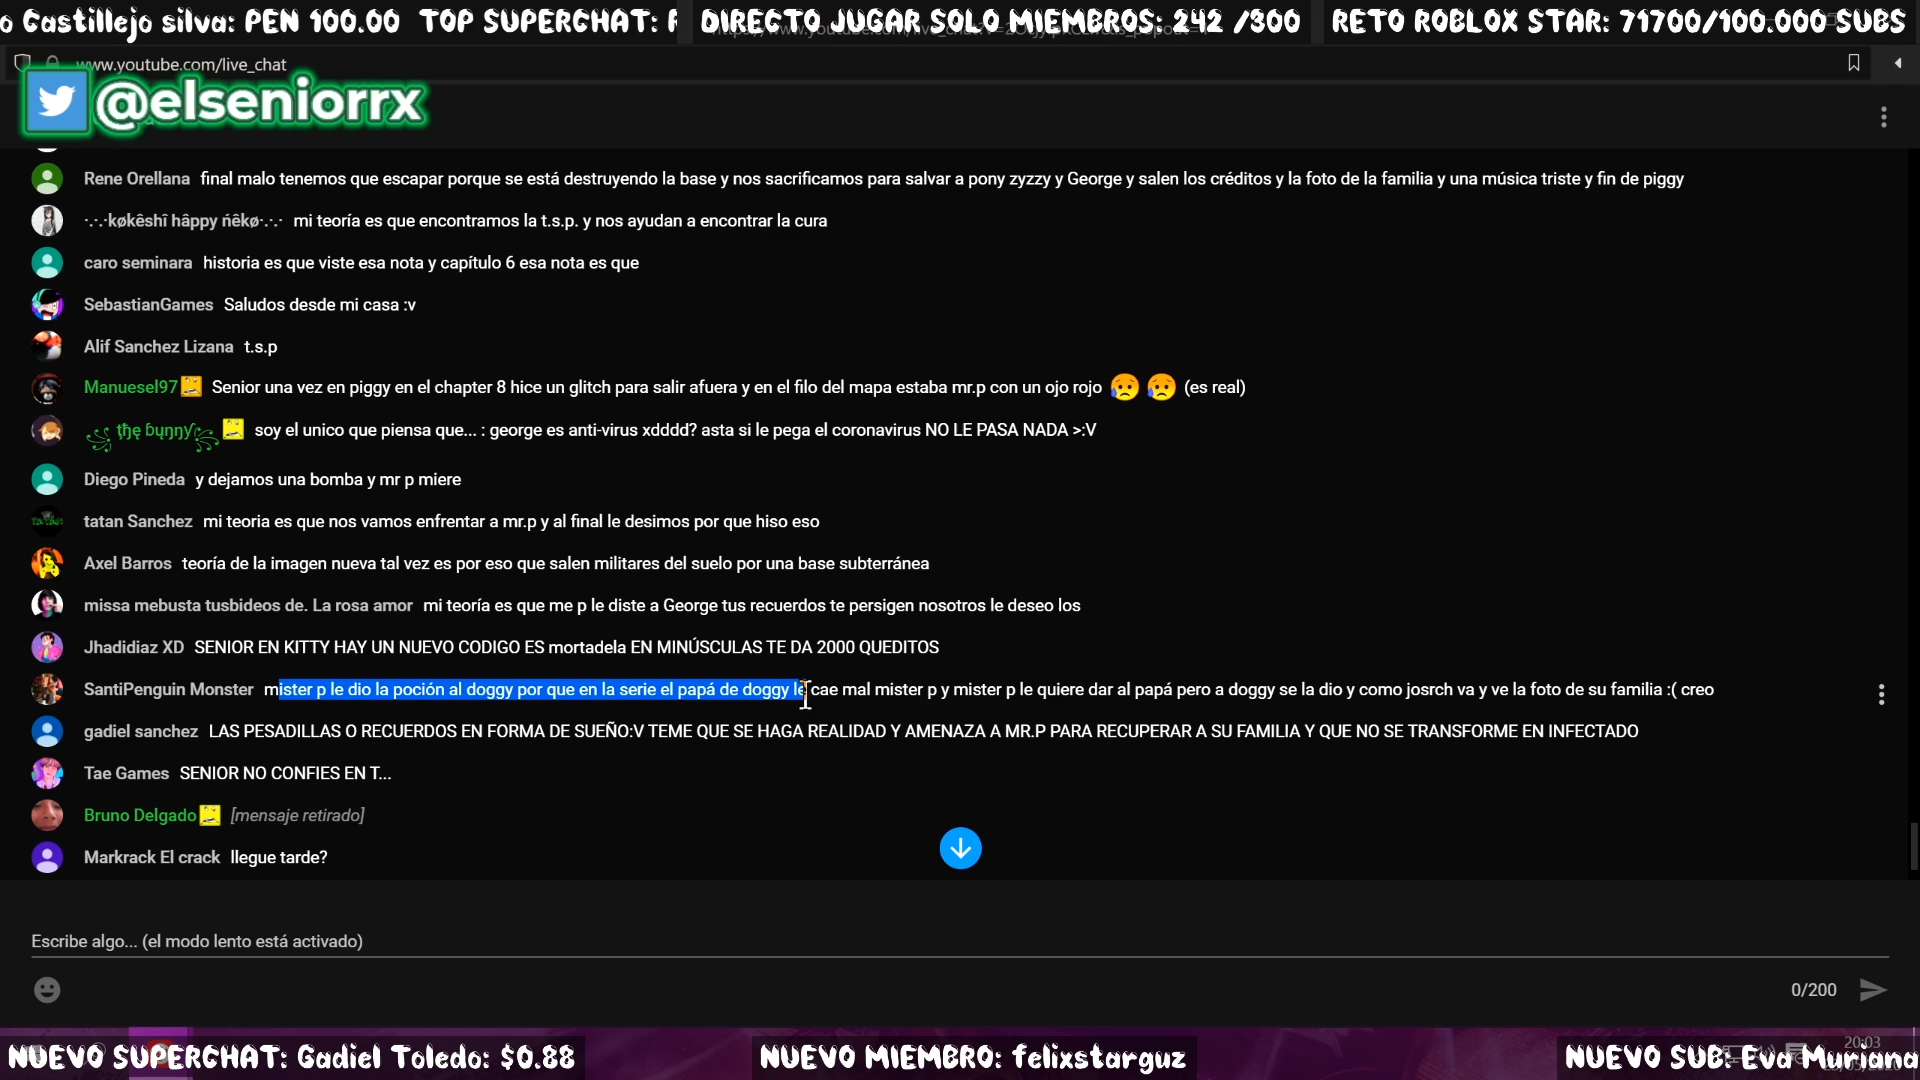 o Castillejo silva: PEN 100.00 TOP SUPERCHAT: F
DIRECTO JUGAR SOLO MIEMBROS: 242 /300
RETO ROBLOX STAR: 71700/100.000 SUBS
www.youtube.com/live_chat
@elseniorrx
Rene Orellana final malo tenemos que escapar porque se está destruyendo la base y nos sacrificamos para salvar a pony zyzzy y George y salen los créditos y la foto de la familia y una música triste y fin de piggy
·.·.·køkêshî hâppy ńêkø·.·.· mi teoría es que encontramos la t.s.p. y nos ayudan a encontrar la cura
caro seminara historia es que viste esa nota y capítulo 6 esa nota es que
SebastianGames Saludos desde mi casa :v
Alif Sanchez Lizana t.s.p
Manuesel97 Senior una vez en piggy en el chapter 8 hice un glitch para salir afuera y en el filo del mapa estaba mr.p con un ojo rojo 😥 😥 (es real)
ţђę ɓųŋŋƴ soy el unico que piensa que... : george es anti-virus xdddd? asta si le pega el coronavirus NO LE PASA NADA >:V
Diego Pineda y dejamos una bomba y mr p miere
tatan Sanchez mi teoria es que nos vamos enfrentar a mr.p y al final le desimos por que hiso eso
Axel Barros teoría de la imagen nueva tal vez es por eso que salen militares del suelo por una base subterránea
missa mebusta tusbideos de. La rosa amor mi teoría es que me p le diste a George tus recuerdos te persigen nosotros le deseo los
Jhadidiaz XD SENIOR EN KITTY HAY UN NUEVO CODIGO ES mortadela EN MINÚSCULAS TE DA 2000 QUEDITOS
SantiPenguin Monster mister p le dio la poción al doggy por que en la serie el papá de doggy le cae mal mister p y mister p le quiere dar al papá pero a doggy se la dio y como josrch va y ve la foto de su familia :( creo
gadiel sanchez LAS PESADILLAS O RECUERDOS EN FORMA DE SUEÑO:V TEME QUE SE HAGA REALIDAD Y AMENAZA A MR.P PARA RECUPERAR A SU FAMILIA Y QUE NO SE TRANSFORME EN INFECTADO
Tae Games SENIOR NO CONFIES EN T...
Bruno Delgado [mensaje retirado]
Markrack El crack llegue tarde?
Escribe algo... (el modo lento está activado)
0/200
20:03
NUEVO SUPERCHAT: Gadiel Toledo: $0.88
NUEVO MIEMBRO: felixstarguz
NUEVO SUB: Eva Muriana